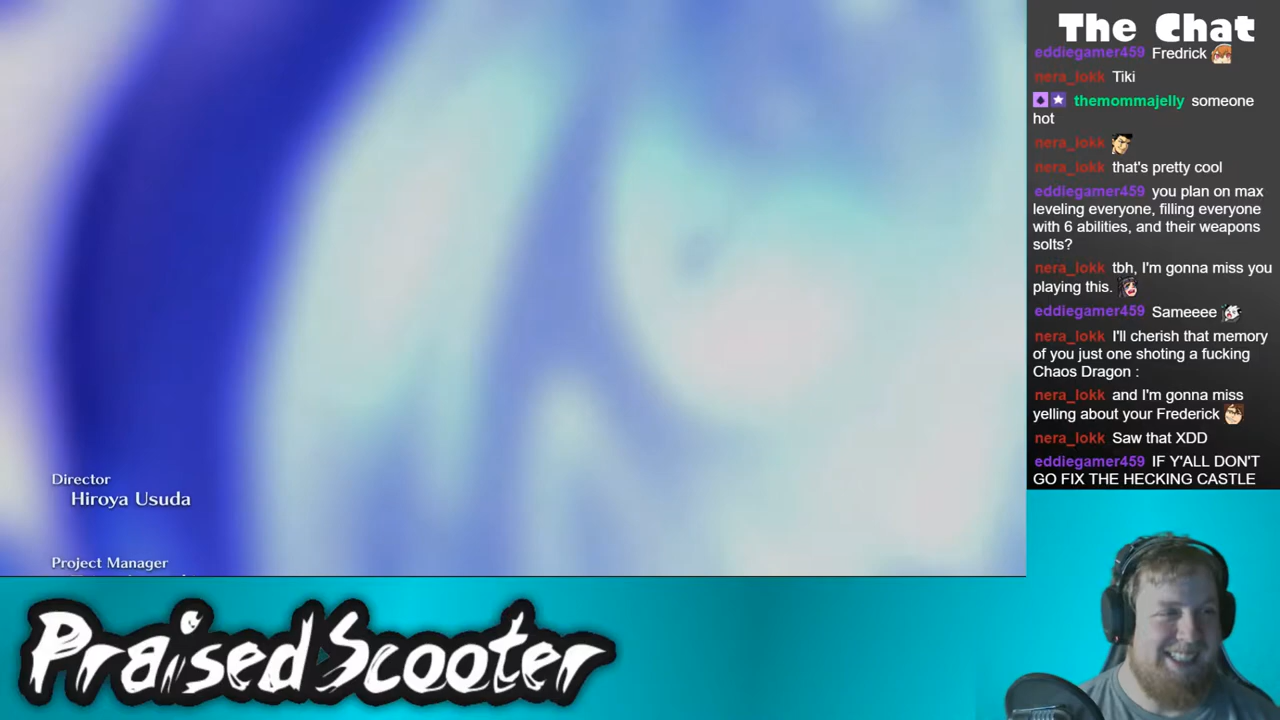 The Chat
eddiegamer459 Fredrick
nera_lokk Tiki
themommajelly someone
hot
nera_lokk
nera_lokk that's pretty cool
eddiegamer459 you plan on max
leveling everyone, filling everyone
with 6 abilities, and their weapons
solts?
nera_lokk tbh, I'm gonna miss you
playing this.
eddiegamer459 Sameeee
nera_lokk I'll cherish that memory
of you just one shoting a fucking
Chaos Dragon :
nera_lokk and I'm gonna miss
yelling about your Frederick
nera_lokk Saw that XDD
eddiegamer459 IF Y'ALL DON'T
GO FIX THE HECKING CASTLE
Director
Hiroya Usuda
Project Manager
PraisedScooter